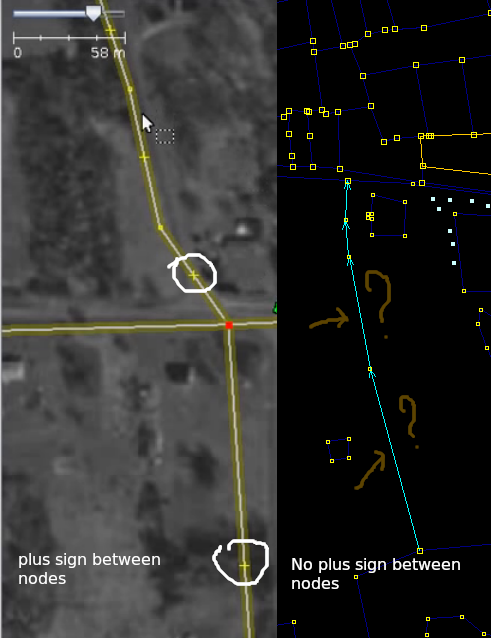 0 58 m
?
?
plus sign between
nodes
No plus sign between
nodes